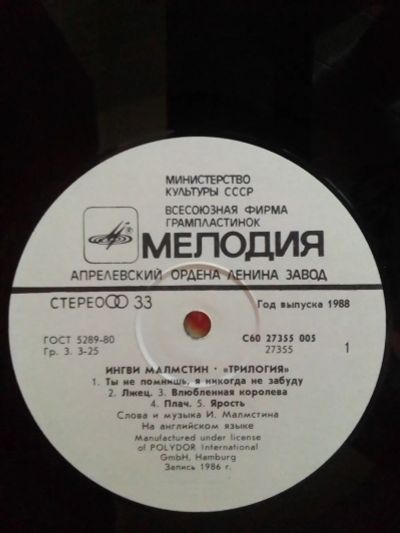 МИНИСТЕРСТВО
КУЛЬТУРЫ СССР
ВСЕСОЮЗНАЯ ФИРМА
ГРАМПЛАСТИНОК
МЕЛОДИЯ
АПРЕЛЕВСКИЙ ОРДЕНА ЛЕНИНА ЗАВОД
СТЕРЕО 33 Год выпуска 1988
ГОСТ 5289-80 С60 27355 005
Гр. 3. 3-25 27355 1
ИНГВИ МАЛМСТИН · «ТРИЛОГИЯ»
1. Ты не помнишь, я никогда не забуду
2. Лжец. 3. Влюбленная королева
4. Плач. 5. Ярость
Слова и музыка И. Малмстина
На английском языке
Manufactured under license
of POLYDOR International
GmbH, Hamburg
Запись 1986 г.